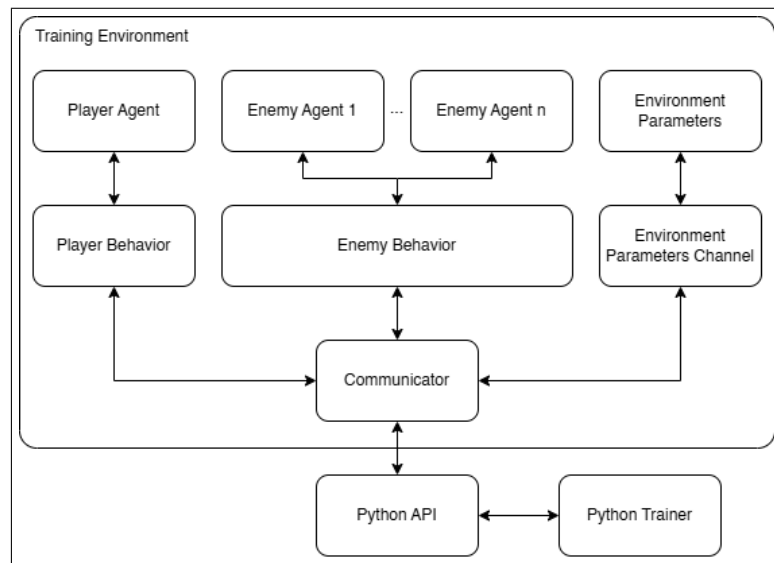 Training Environment
Player Agent
Enemy Agent 1
...
Enemy Agent n
Environment
Parameters
Player Behavior
Enemy Behavior
Environment
Parameters Channel
Communicator
Python API
Python Trainer